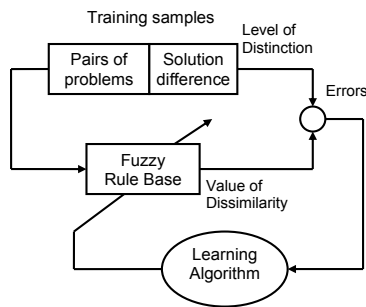 Training samples
Pairs of
problems
Solution
difference
Level of
Distinction
Errors
Fuzzy
Rule Base
Value of
Dissimilarity
Learning
Algorithm